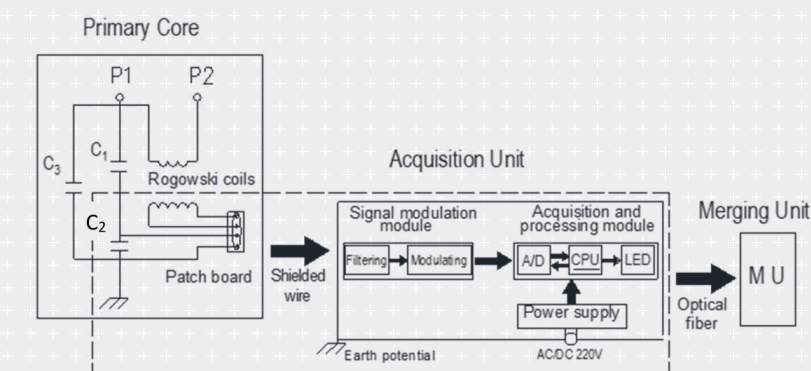 Primary Core
P1
P2
C3
C1
Rogowski coils
C2
Patch board
Shielded
wire
Acquisition Unit
Signal modulation
module
Filtering
Modulating
Acquisition and
processing module
A/D
CPU
LED
Power supply
Earth potential
AC/DC 220V
Optical
fiber
Merging Unit
M U